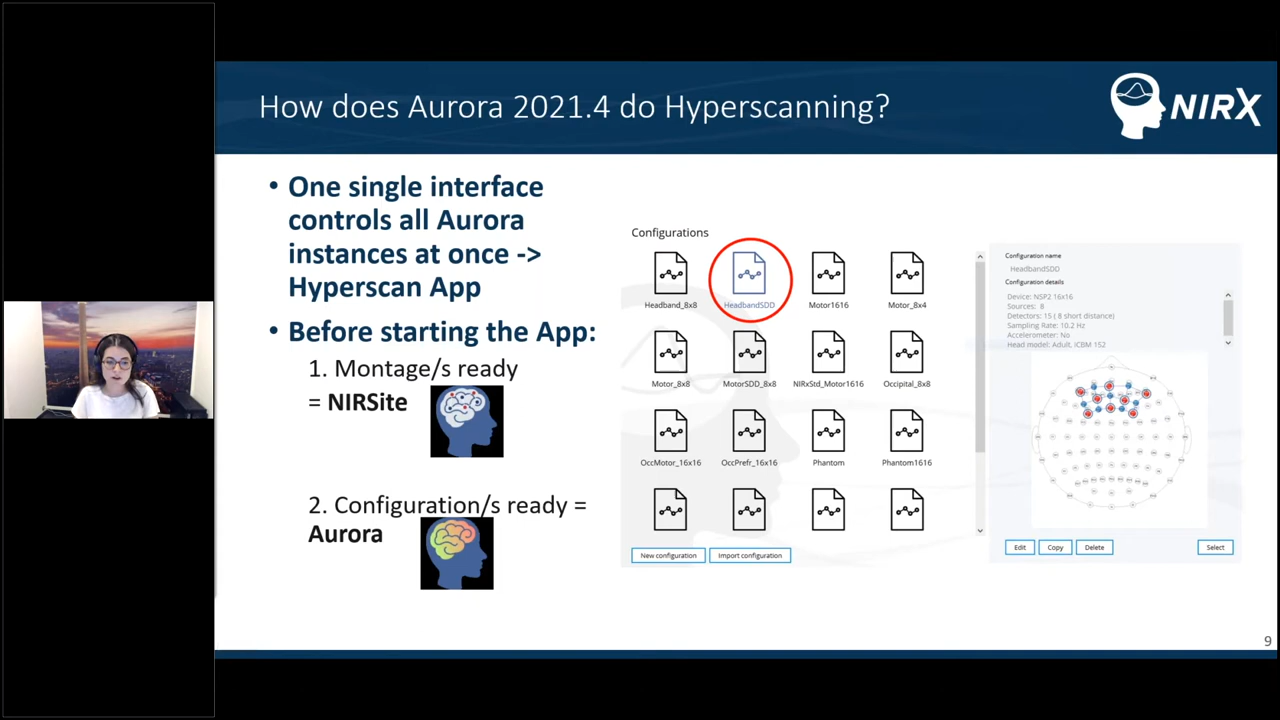 How does Aurora 2021.4 do Hyperscanning?
NIRX
• One single interface
controls all Aurora
instances at once ->
Hyperscan App
• Before starting the App:
1. Montage/s ready
= NIRSite
2. Configuration/s ready =
Aurora
Configurations
Headband_8x8
HeadbandSDD
Motor1616
Motor_8x4
Motor_8x8
MotorSDD_8x8
NIRxStd_Motor1616
Occipital_8x8
OccMotor_16x16
OccPrefr_16x16
Phantom
Phantom1616
New configuration
Import configuration
Configuration name
HeadbandSDD
Configuration details
Device: NSP2 16x16
Sources: 8
Detectors: 15 ( 8 short distance)
Sampling Rate: 10.2 Hz
Accelerometer: No
Head model: Adult, ICBM 152
Edit
Copy
Delete
Select
9